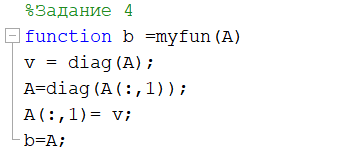 %Задание 4
function b =myfun(A)
v = diag(A);
A=diag(A(:,1));
A(:,1)= v;
b=A;